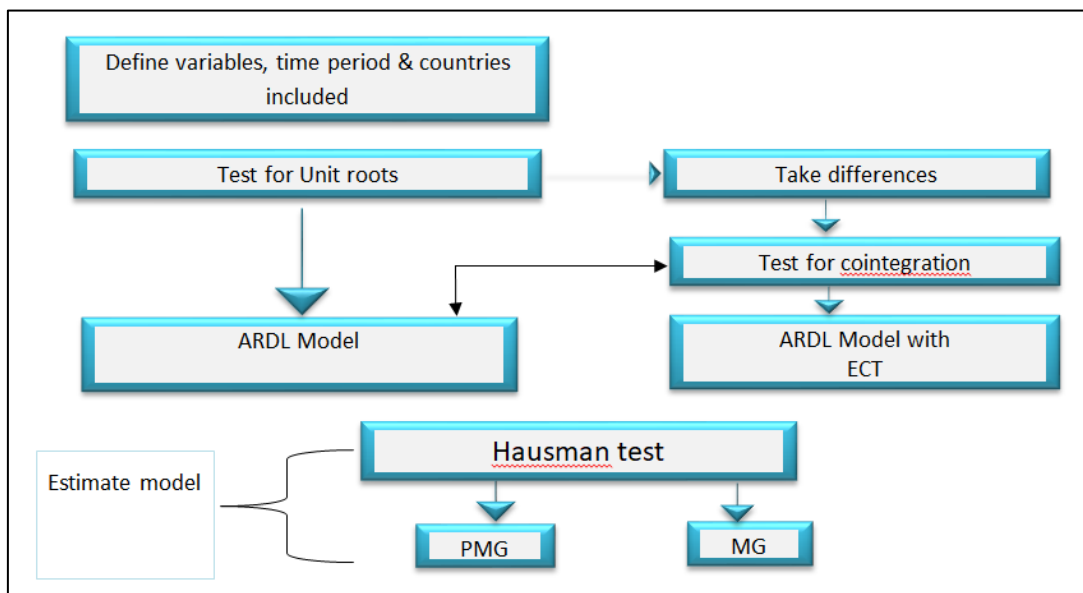 Define variables, time period & countries
included
Test for Unit roots
Take differences
Test for cointegration
ARDL Model
ARDL Model with
ECT
Hausman test
Estimate model
PMG
MG